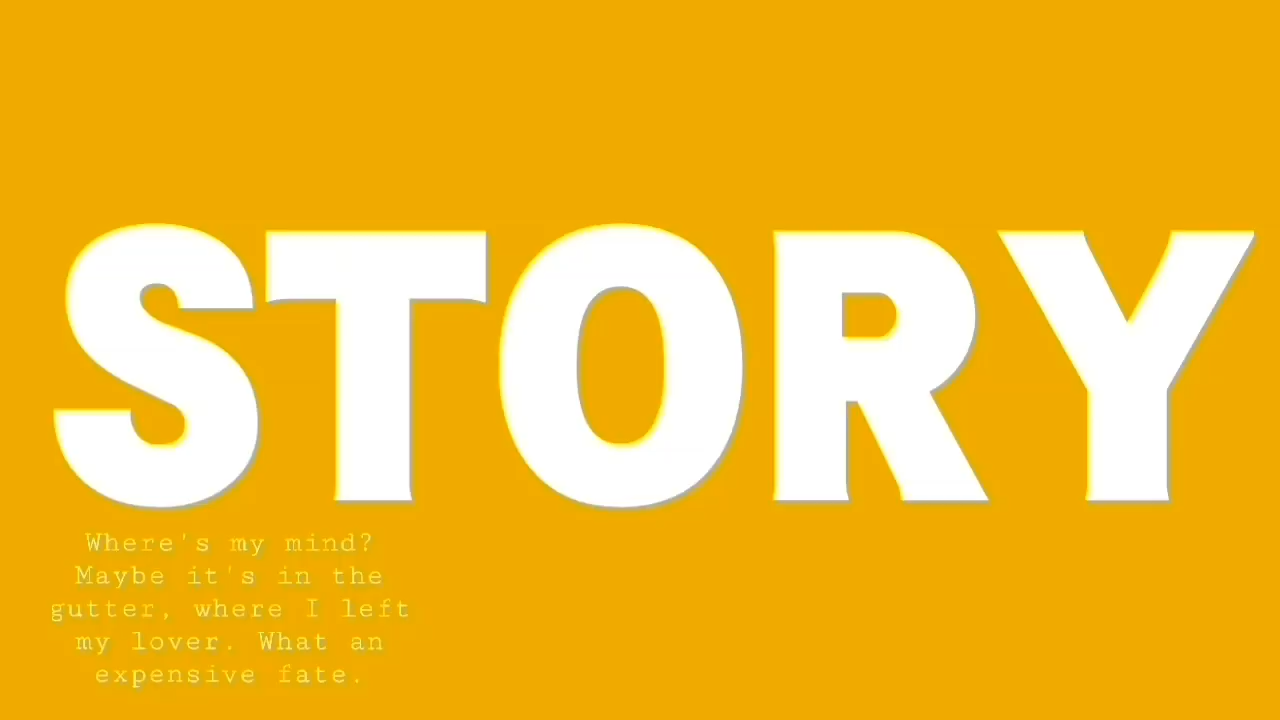 STORY
Where's my mind?
Maybe it's in the
gutter, where I left
my lover. What an
expensive fate.